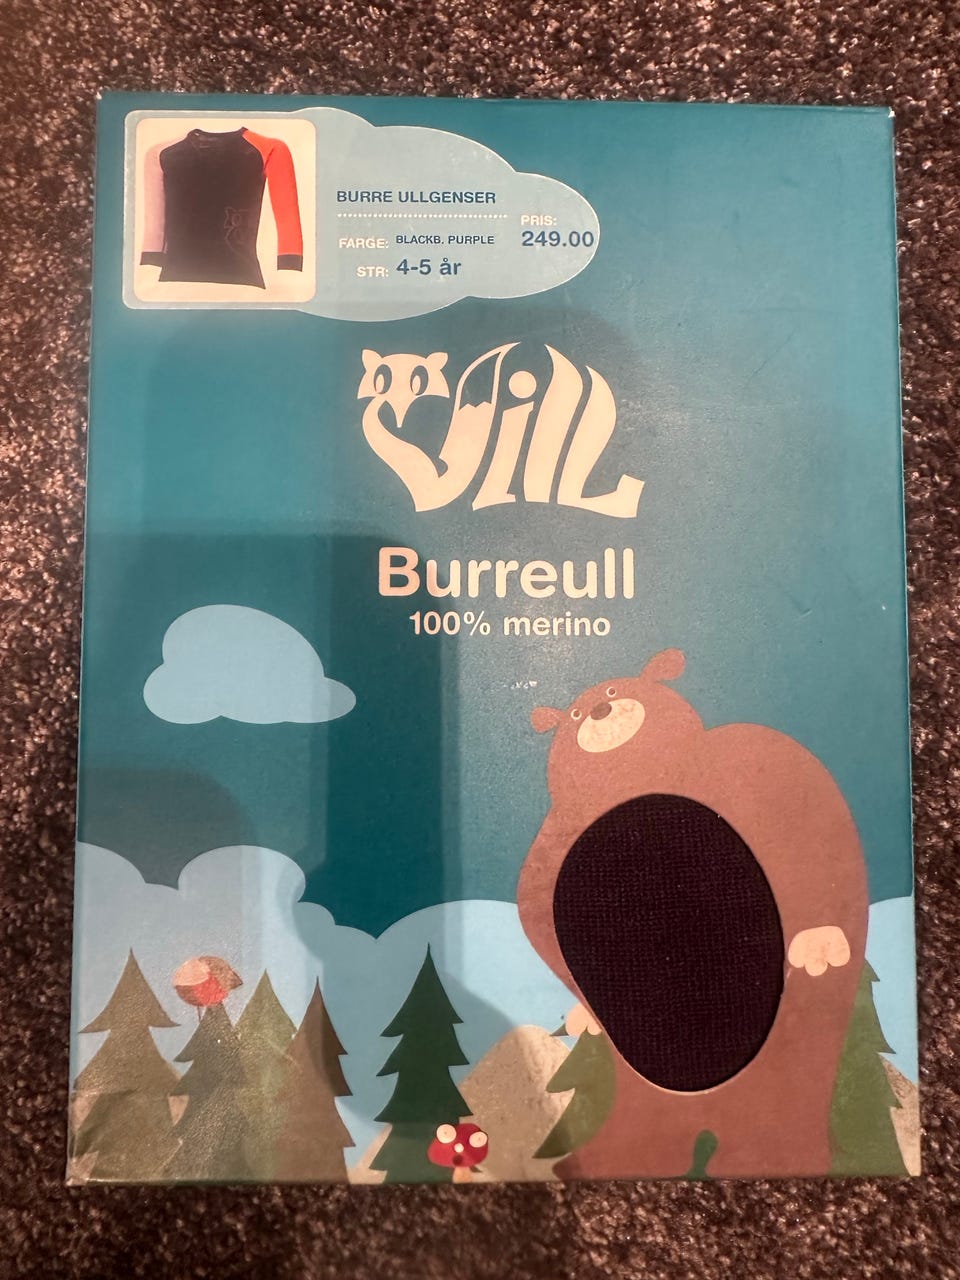 BURRE ULLGENSER
FARGE: BLACKB. PURPLE
STR: 4-5 år
PRIS:
249.00
Vill
Burreull
100% merino